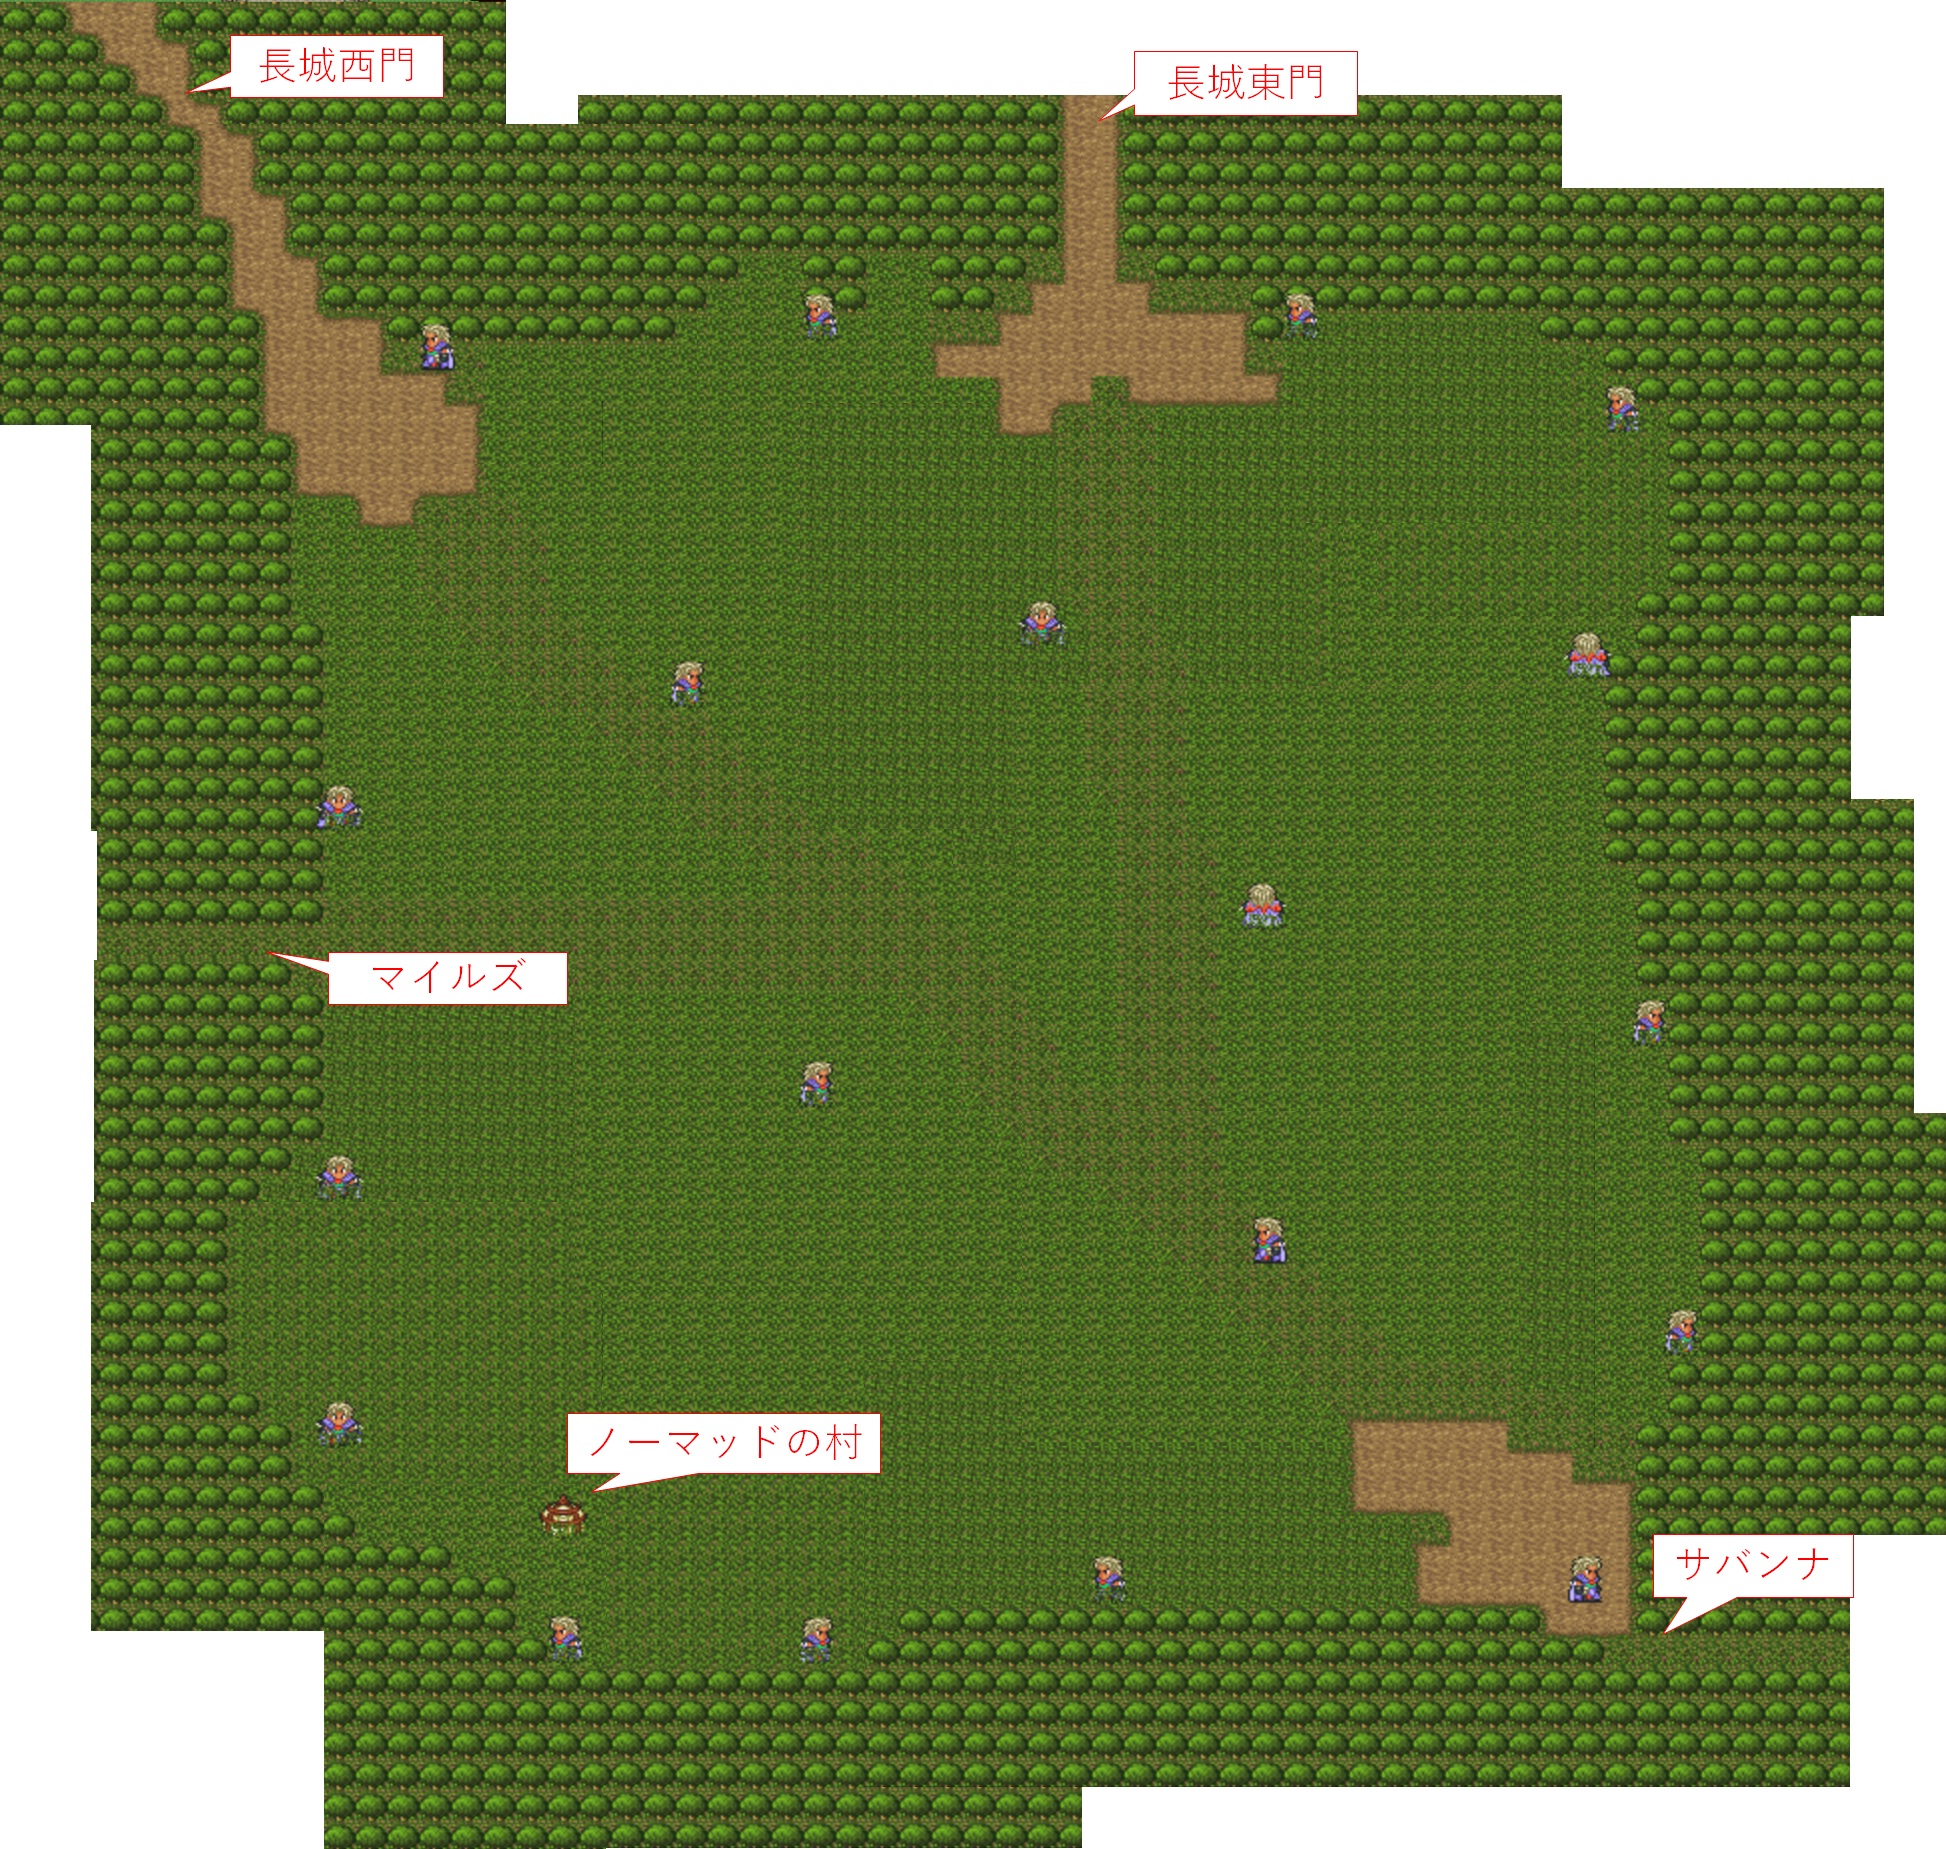 長城西門
長城東門
マイルズ
ノーマッドの村
サバンナ